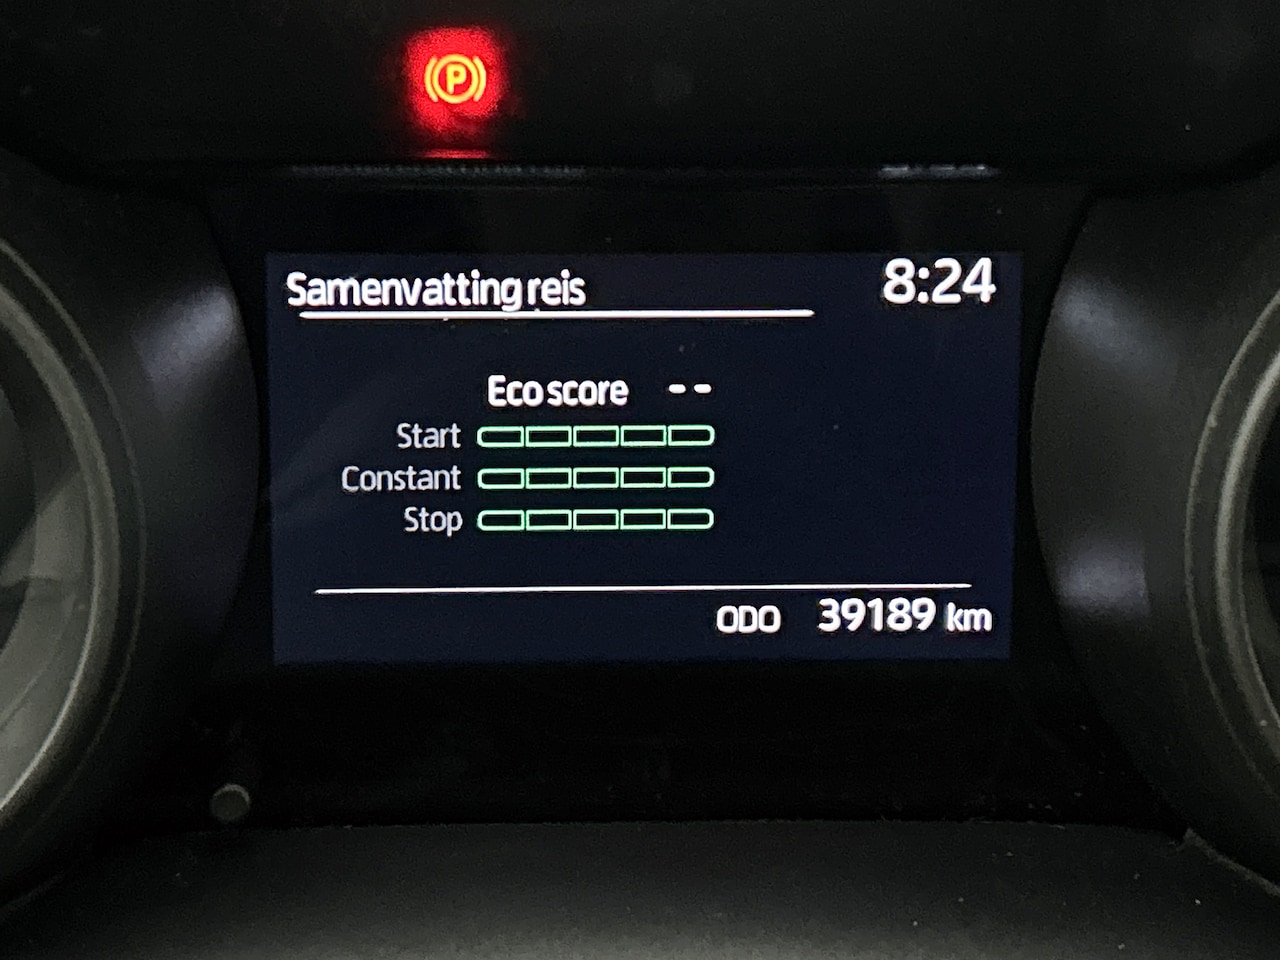 P
Samenvatting reis 8:24
Eco score --
Start
Constant
Stop
ODO 39189 km